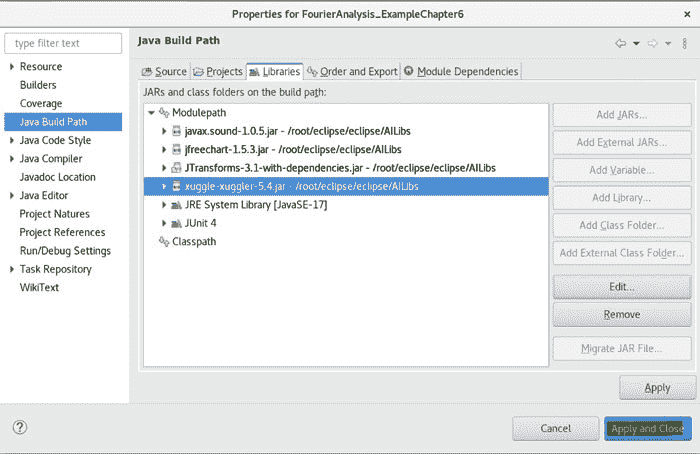 Properties for FourierAnalysis_ExampleChapter6
type filter text
Resource
Builders
Coverage
Java Build Path
Java Code Style
Java Compiler
Javadoc Location
Java Editor
Project Natures
Project References
Run/Debug Settings
Task Repository
WikiText
Java Build Path
Source Projects Libraries Order and Export Module Dependencies
JARs and class folders on the build path:
Modulepath
javax.sound-1.0.5.jar - /root/eclipse/eclipse/AILibs
jfreechart-1.5.3.jar - /root/eclipse/eclipse/AILibs
JTransforms-3.1-with-dependencies.jar - /root/eclipse/eclipse/AILibs
xuggle-xuggler-5.4.jar - /root/eclipse/eclipse/AILibs
JRE System Library [JavaSE-17]
JUnit 4
Classpath
Add JARs...
Add External JARs...
Add Variable...
Add Library...
Add Class Folder...
Add External Class Folder...
Edit...
Remove
Migrate JAR File...
Apply
Cancel
Apply and Close